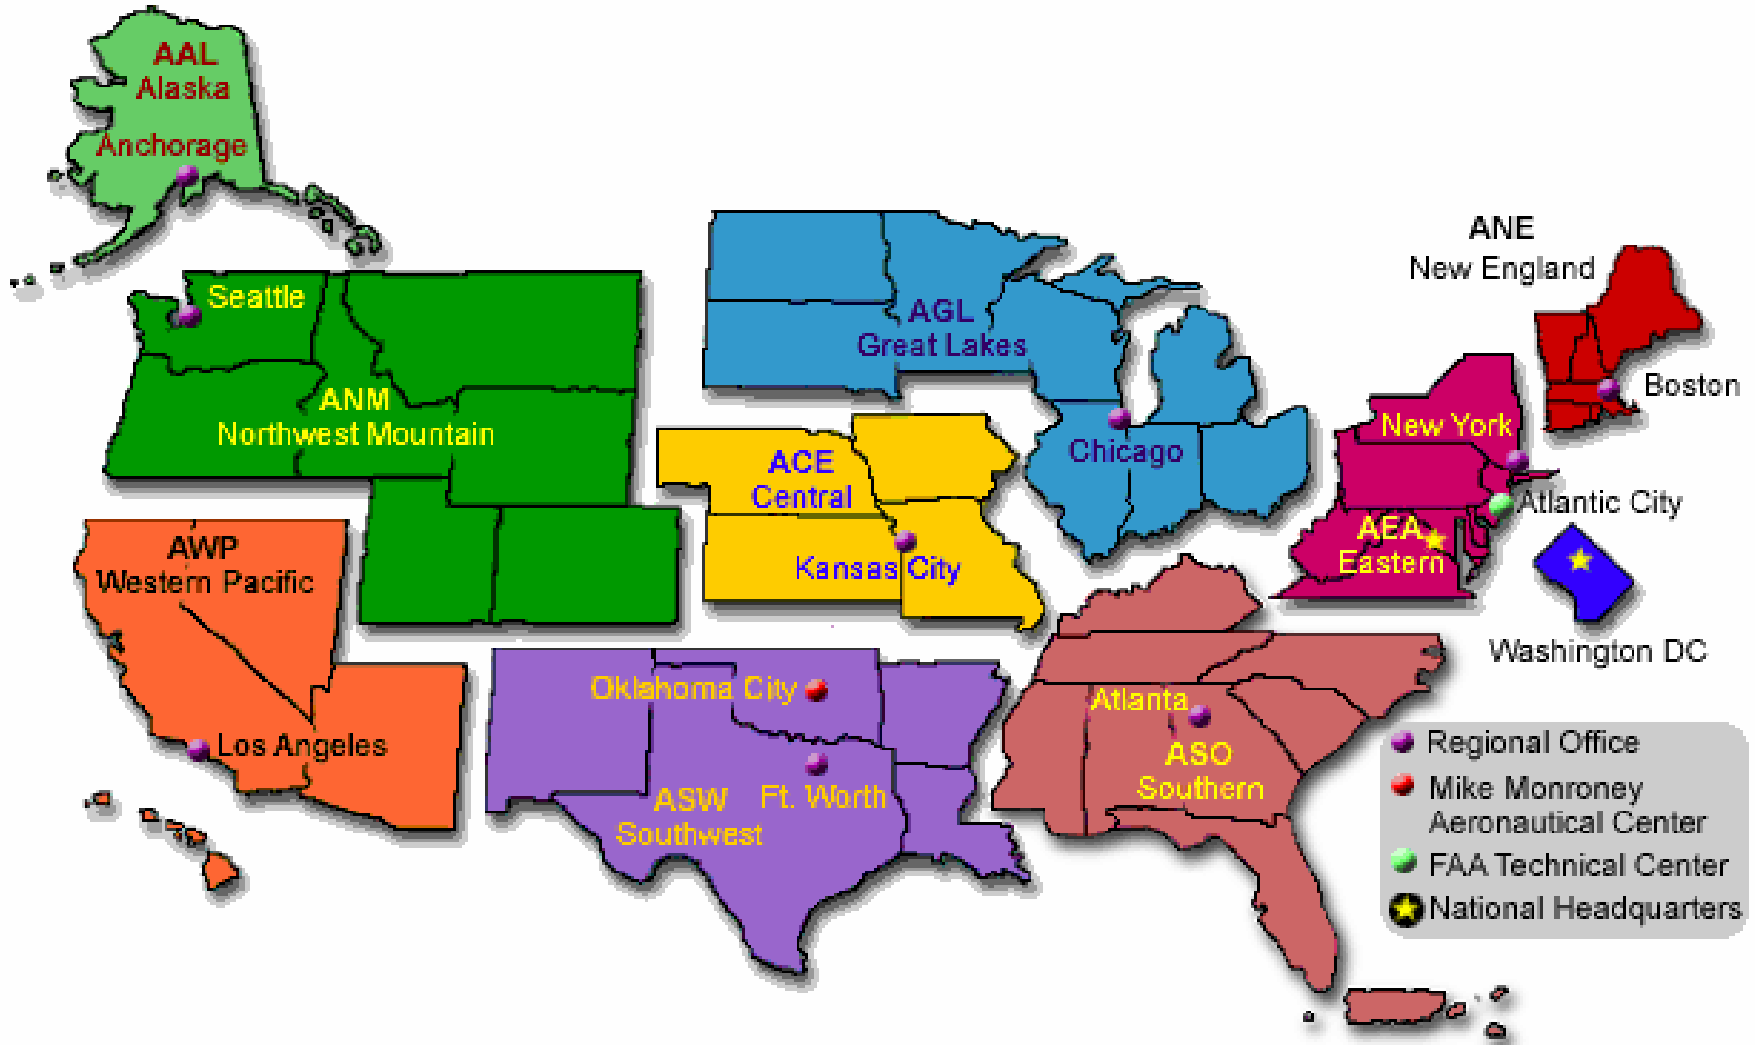 AAL
Alaska
Anchorage
Seattle
ANM
Northwest Mountain
AWP
Western Pacific
Los Angeles
AGL
Great Lakes
Chicago
ACE
Central
Kansas City
Oklahoma City
ASW Ft. Worth
Southwest
Atlanta
ASO
Southern
ANE
New England
Boston
New York
Atlantic City
AEA
Eastern
Washington DC
Regional Office
Mike Monroney
Aeronautical Center
FAA Technical Center
National Headquarters